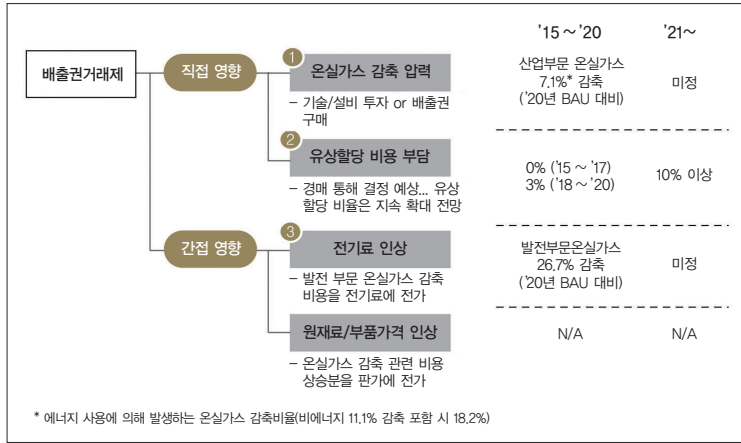 '15～'20
'21～
배출권거래제
직접 영향
1
온실가스 감축 압력
– 기술/설비 투자 or 배출권
구매
산업부문 온실가스
7.1%* 감축
('20년 BAU 대비)
미정
2
유상할당 비용 부담
– 경매 통해 결정 예상... 유상
할당 비율은 지속 확대 전망
0% ('15 ～ '17)
3% ('18 ～ '20)
10% 이상
간접 영향
3
전기료 인상
– 발전 부문 온실가스 감축
비용을 전기료에 전가
발전부문온실가스
26.7% 감축
('20년 BAU 대비)
미정
원재료/부품가격 인상
– 온실가스 감축 관련 비용
상승분을 판가에 전가
N/A
N/A
* 에너지 사용에 의해 발생하는 온실가스 감축비율(비에너지 11.1% 감축 포함 시 18.2%)